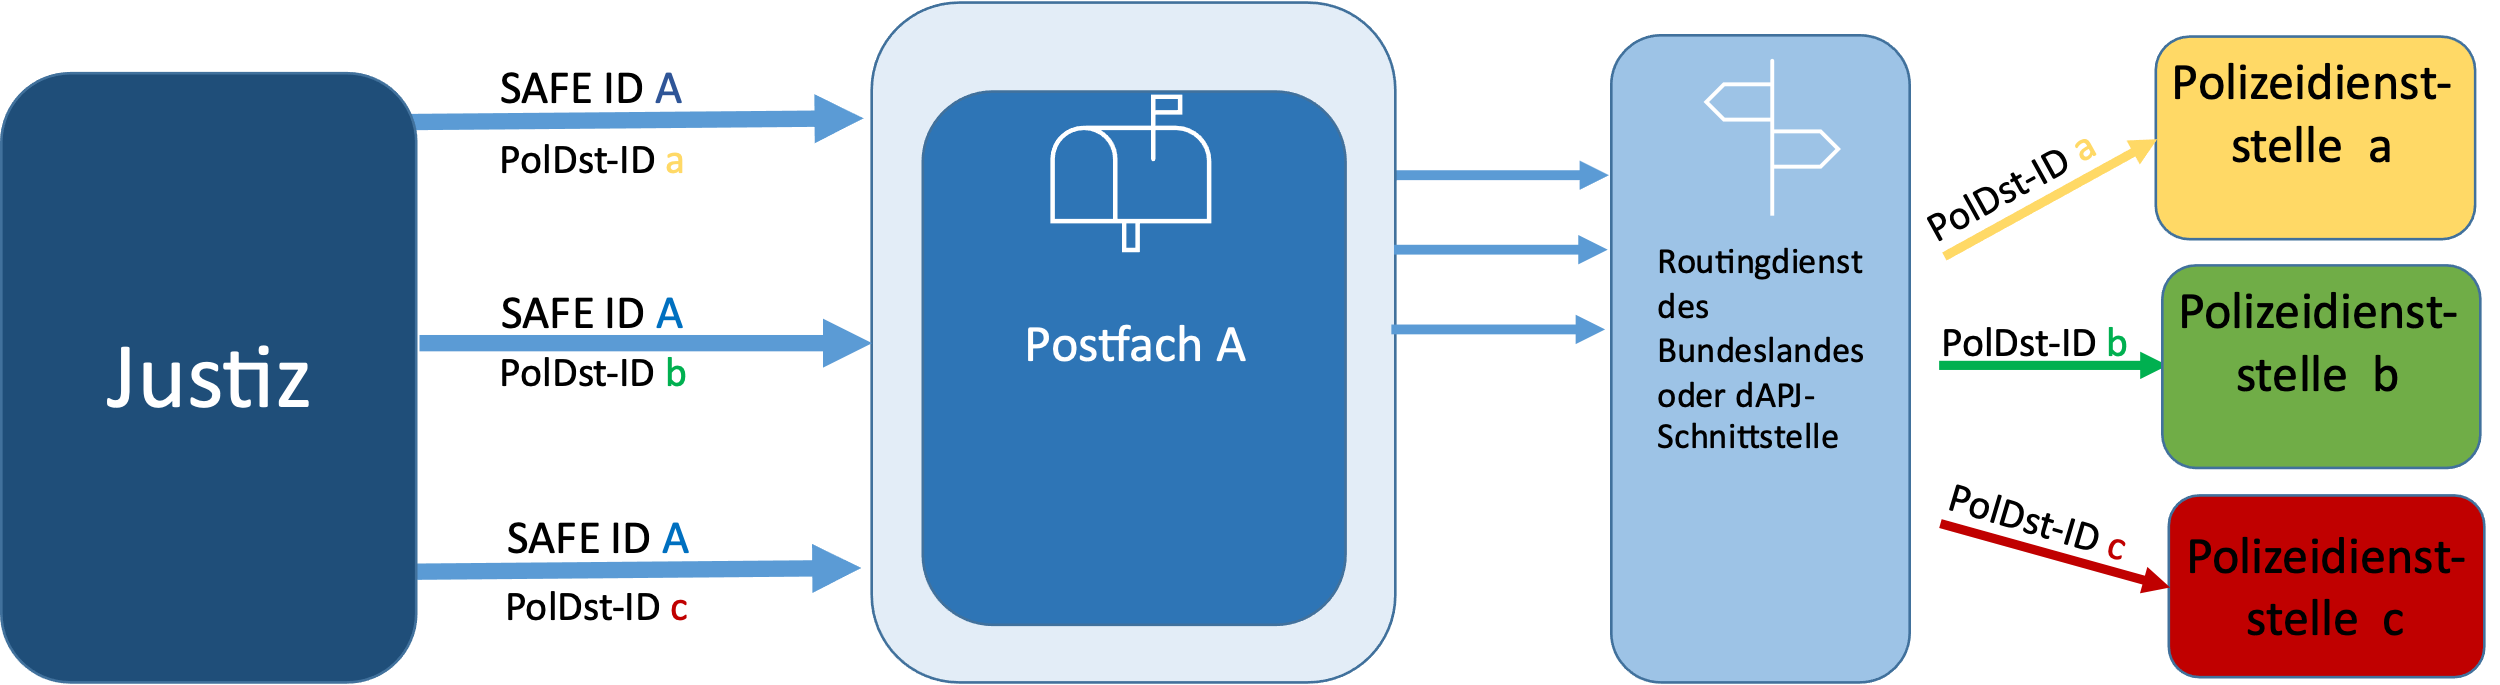 Justiz
SAFE ID A
PolDst-ID a
SAFE ID A
PolDst-ID b
SAFE ID A
PolDst-ID c
Postfach A
Routingdienst
des
Bundeslandes
oder dAPJ-
Schnittstelle
PolDst-ID a
PolDst-ID b
PolDst-ID c
Polizeidienst-
stelle a
Polizeidienst-
stelle b
Polizeidienst-
stelle c